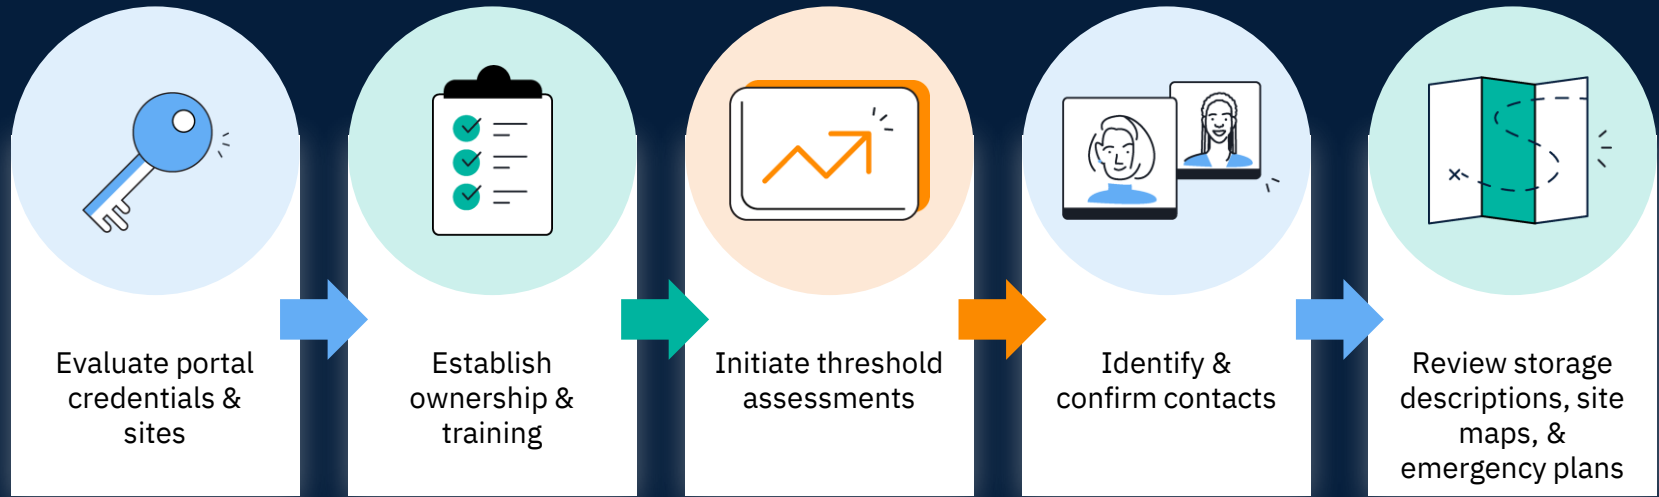 Evaluate portal
credentials &
sites
Establish
ownership &
training
Initiate threshold
assessments
Identify &
confirm contacts
Review storage
descriptions, site
maps, &
emergency plans